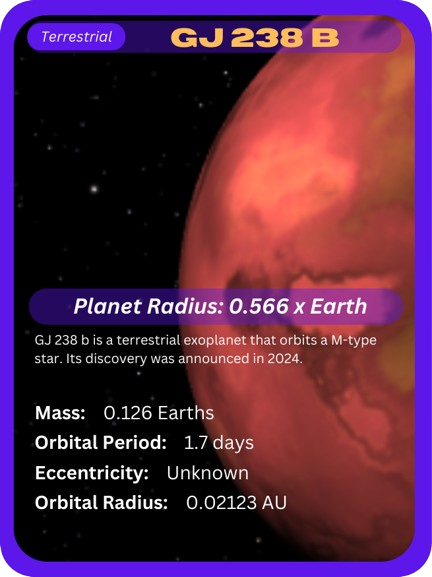 Terrestrial GJ 238 B
Planet Radius: 0.566 x Earth
GJ 238 b is a terrestrial exoplanet that orbits a M-type
star. Its discovery was announced in 2024.
Mass: 0.126 Earths
Orbital Period: 1.7 days
Eccentricity: Unknown
Orbital Radius: 0.02123 AU